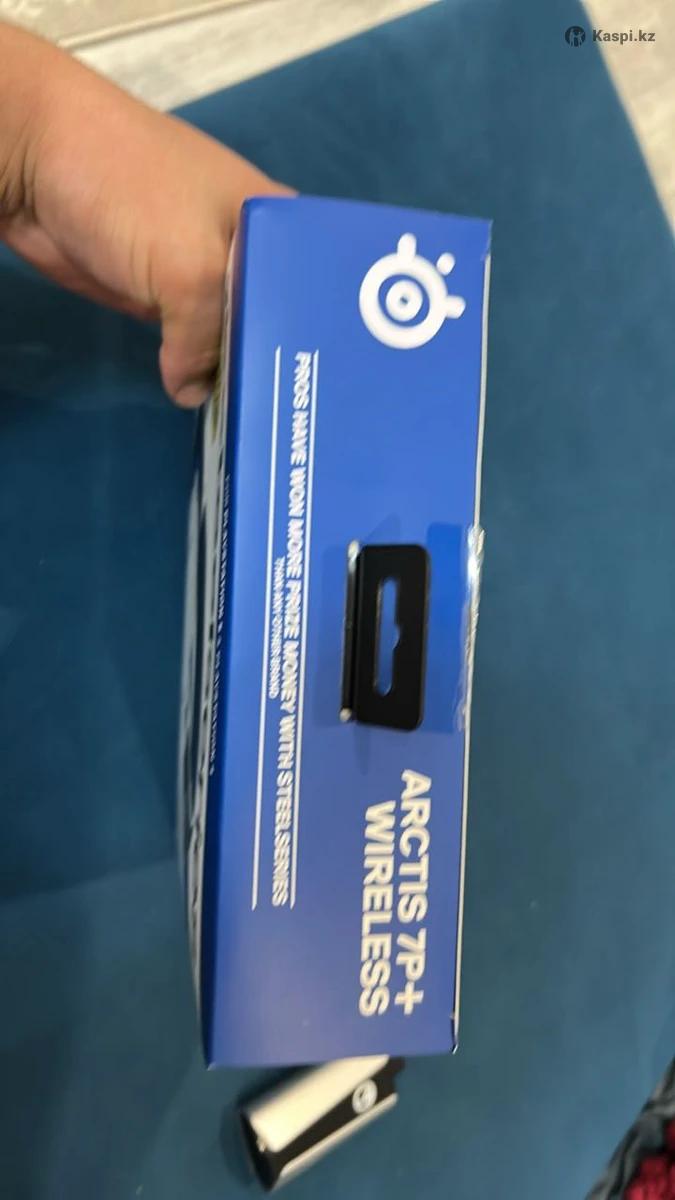 Kaspi.kz
PROS HAVE WON MORE PRIZE MONEY WITH STEELSERIES
THAN ANY OTHER BRAND
ARCTIS 7P+
WIRELESS